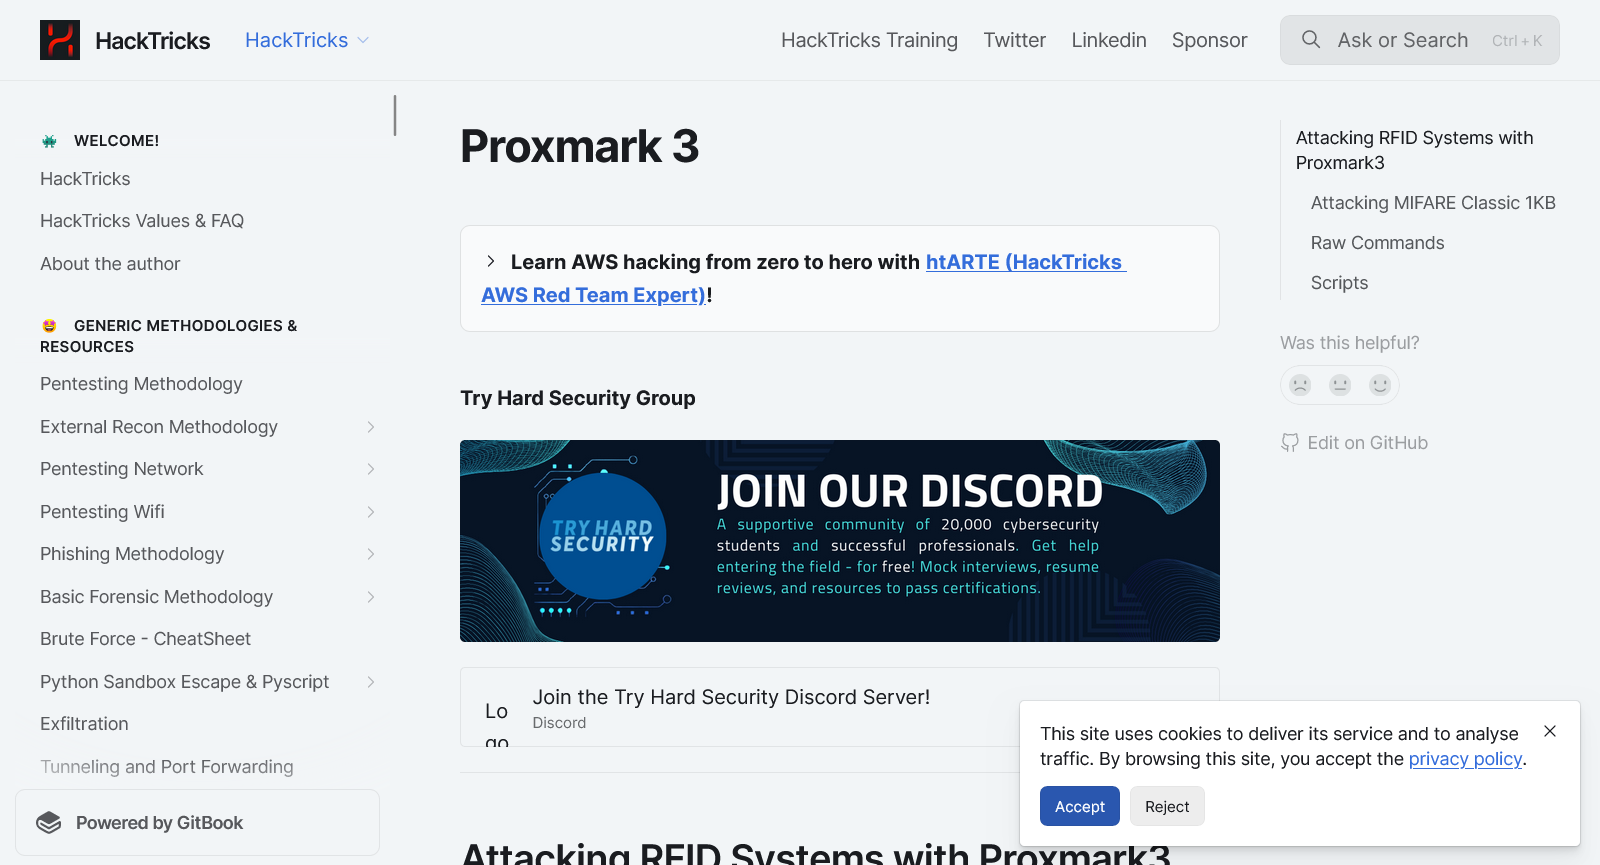 HackTricks
HackTricks
HackTricks Training
Twitter
Linkedin
Sponsor
Ask or Search
Ctrl + K
WELCOME!
HackTricks
HackTricks Values & FAQ
About the author
GENERIC METHODOLOGIES &
RESOURCES
Pentesting Methodology
External Recon Methodology
Pentesting Network
Pentesting Wifi
Phishing Methodology
Basic Forensic Methodology
Brute Force - CheatSheet
Python Sandbox Escape & Pyscript
Exfiltration
Tunneling and Port Forwarding
Powered by GitBook
Proxmark 3
Learn AWS hacking from zero to hero with htARTE (HackTricks
AWS Red Team Expert)!
Try Hard Security Group
TRY HARD
SECURITY
JOIN OUR DISCORD
A supportive community of 20,000 cybersecurity
students and successful professionals. Get help
entering the field - for free! Mock interviews, resume
reviews, and resources to pass certifications.
Lo
go
Join the Try Hard Security Discord Server!
Discord
Attacking RFID Systems with Proxmark3
Attacking RFID Systems with
Proxmark3
Attacking MIFARE Classic 1KB
Raw Commands
Scripts
Was this helpful?
Edit on GitHub
This site uses cookies to deliver its service and to analyse
traffic. By browsing this site, you accept the privacy policy.
Accept
Reject